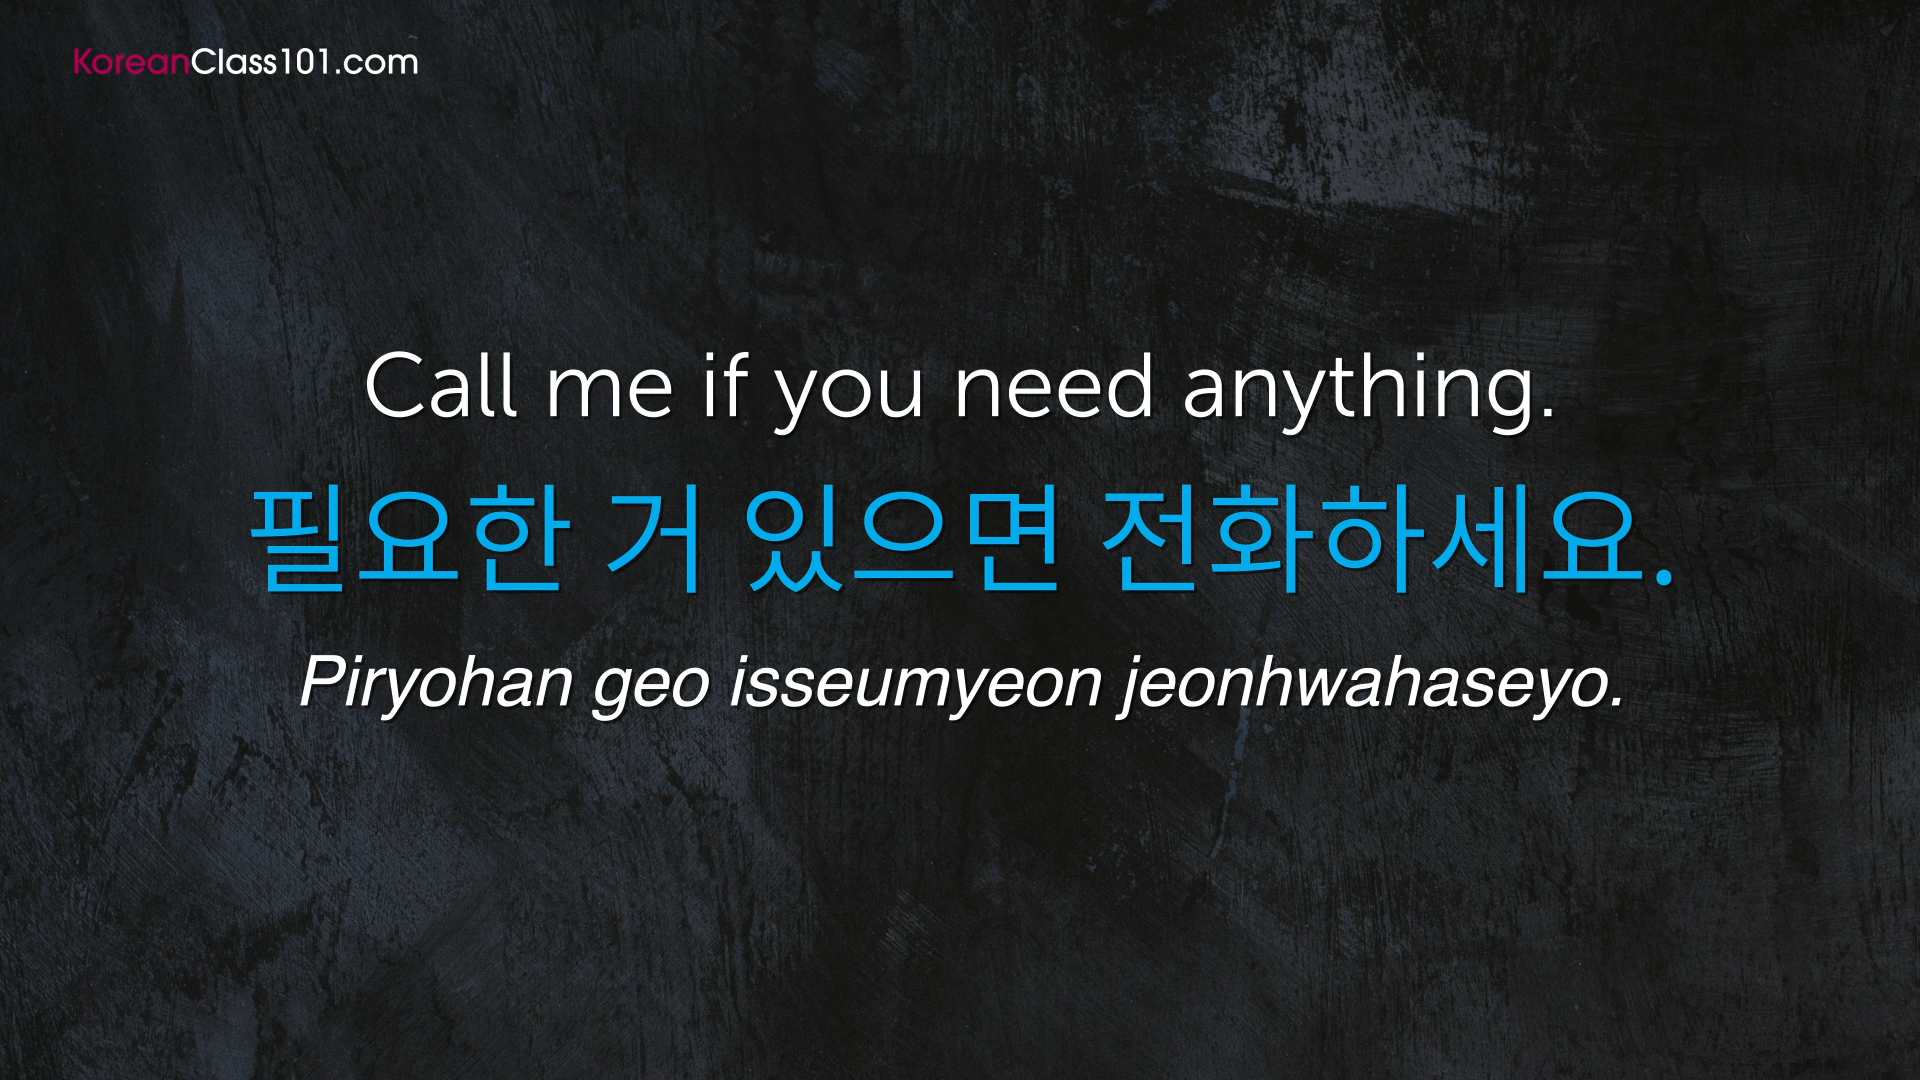 KoreanClass101.com
Call me if you need anything.
필요한 거 있으면 전화하세요.
Piryohan geo isseumyeon jeonhwahaseyo.